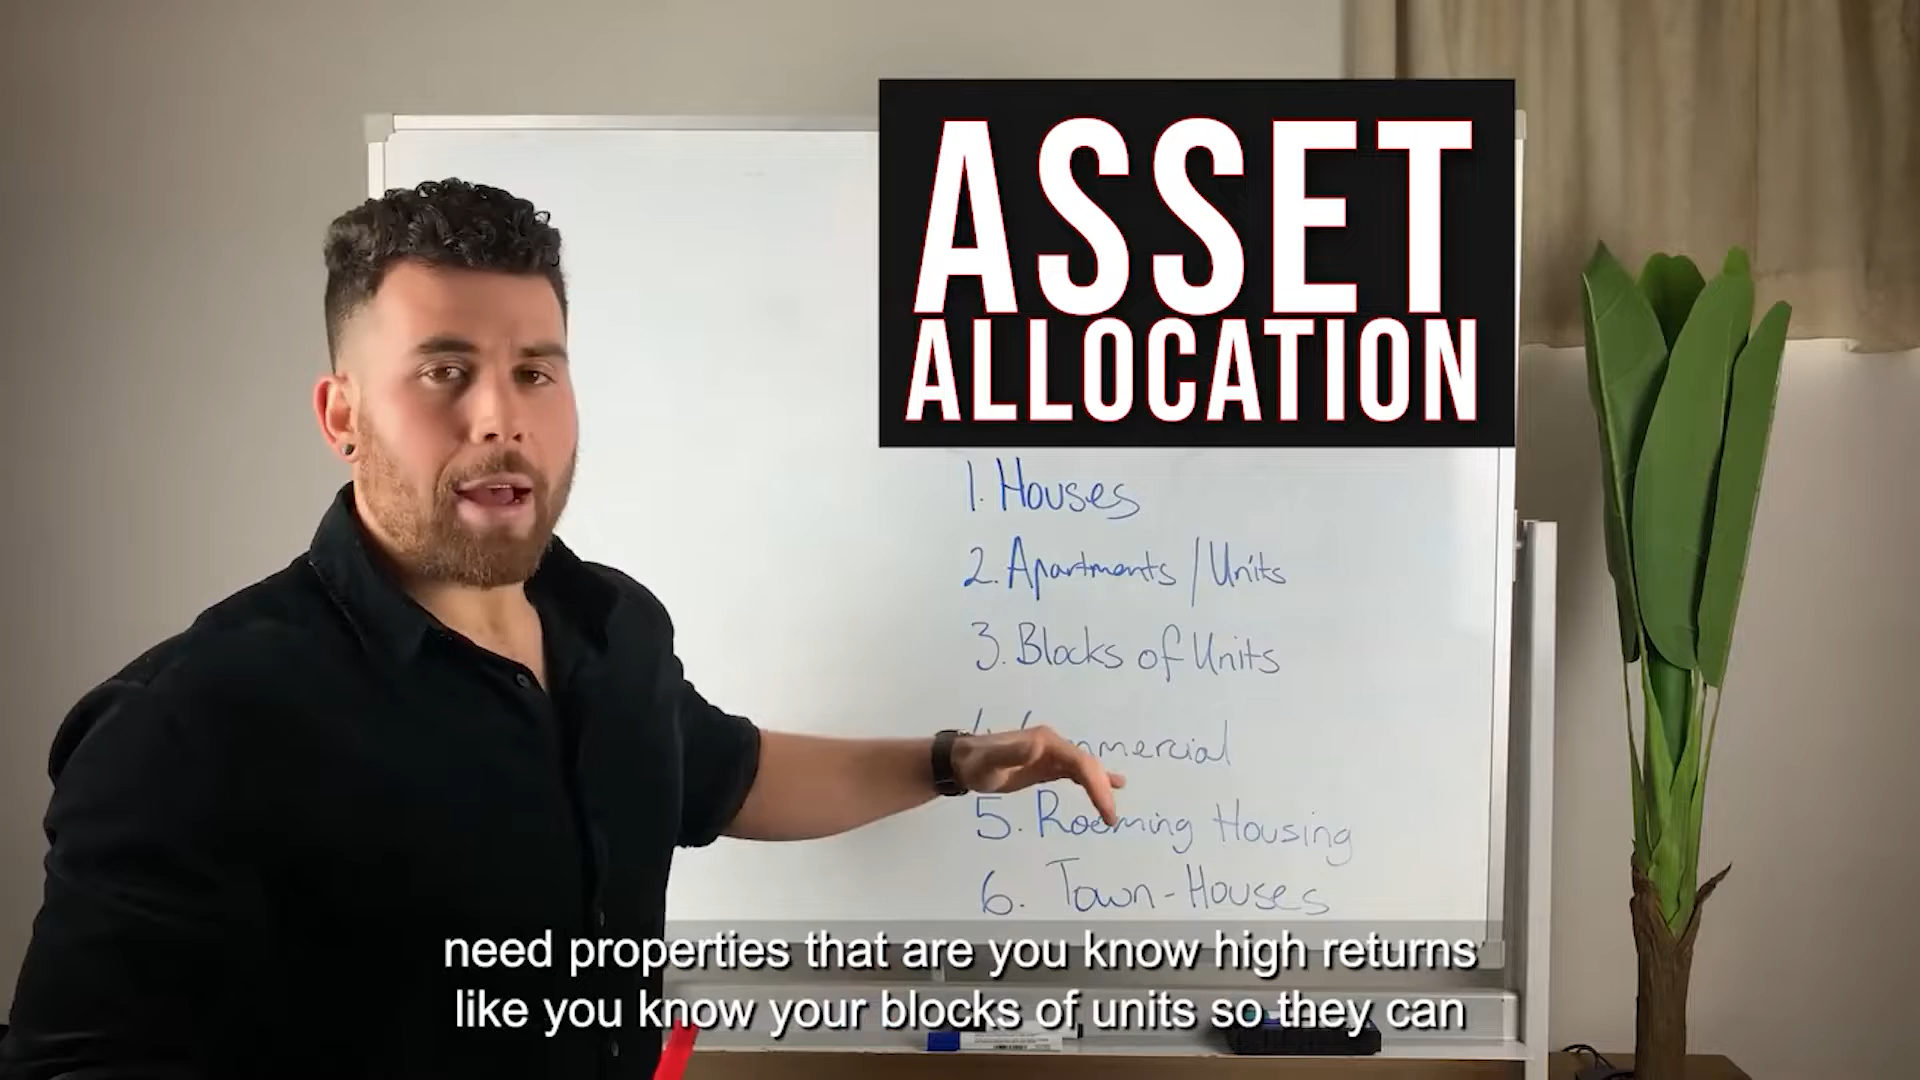 ASSET
ALLOCATION
1. Houses
2. Apartments / Units
3. Blocks of Units
5. Rooming Housing
6. Town-Houses
need properties that are you know high returns
like you know your blocks of units so they can